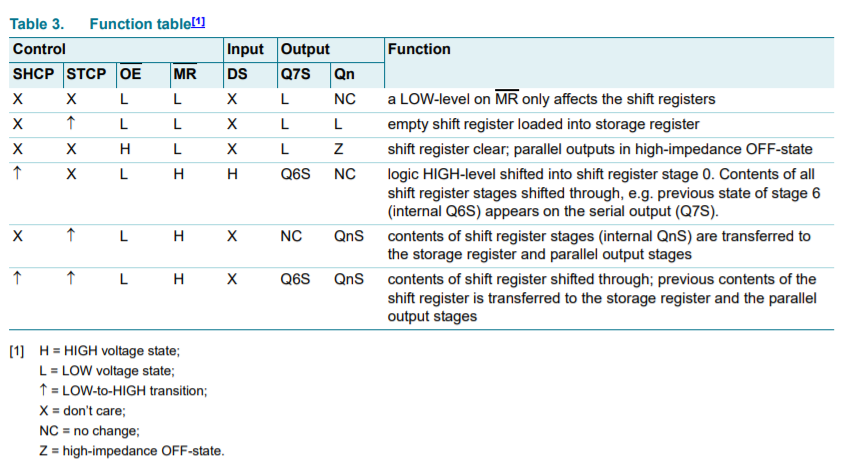 Table 3. Function table[1]
Control Input Output Function
SHCP STCP OE MR DS Q7S Qn
X X L L X L NC a LOW-level on MR only affects the shift registers
X ↑ L L X L L empty shift register loaded into storage register
X X H L X L Z shift register clear; parallel outputs in high-impedance OFF-state
↑ X L H H Q6S NC logic HIGH-level shifted into shift register stage 0. Contents of all
shift register stages shifted through, e.g. previous state of stage 6
(internal Q6S) appears on the serial output (Q7S).
X ↑ L H X NC QnS contents of shift register stages (internal QnS) are transferred to
the storage register and parallel output stages
↑ ↑ L H X Q6S QnS contents of shift register shifted through; previous contents of the
shift register is transferred to the storage register and the parallel
output stages
[1] H = HIGH voltage state;
L = LOW voltage state;
↑ = LOW-to-HIGH transition;
X = don't care;
NC = no change;
Z = high-impedance OFF-state.